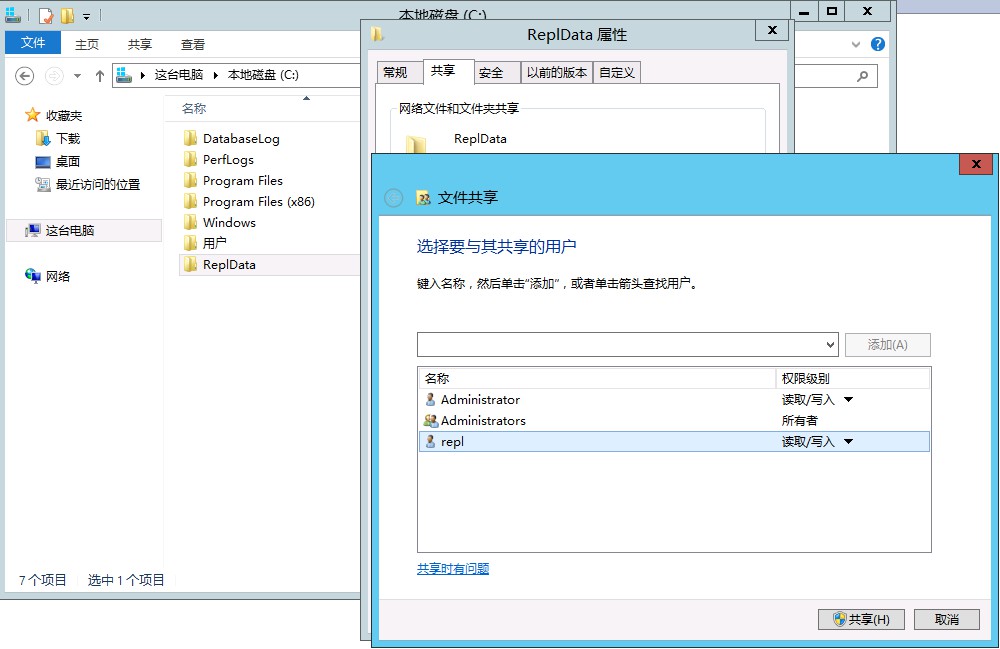 本地磁盘 (C:)
文件 主页 共享 查看
这台电脑 本地磁盘 (C:)
收藏夹
下载
桌面
最近访问的位置
这台电脑
网络
名称
DatabaseLog
PerfLogs
Program Files
Program Files (x86)
Windows
用户
ReplData
7 个项目 选中 1 个项目
ReplData 属性
常规 共享 安全 以前的版本 自定义
网络文件和文件夹共享
ReplData
文件共享
选择要与其共享的用户
键入名称，然后单击“添加”，或者单击箭头查找用户。
添加(A)
名称 权限级别
Administrator 读取/写入
Administrators 所有者
repl 读取/写入
共享时有问题
共享(H) 取消